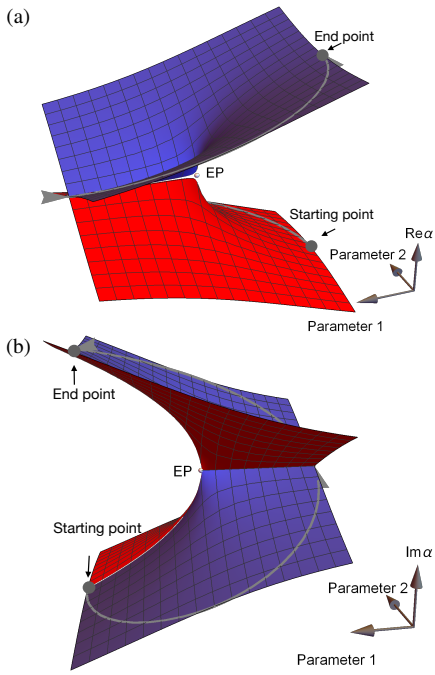 (a)
End point
EP
Starting point
Re α
Parameter 2
Parameter 1
(b)
End point
EP
Starting point
Im α
Parameter 2
Parameter 1